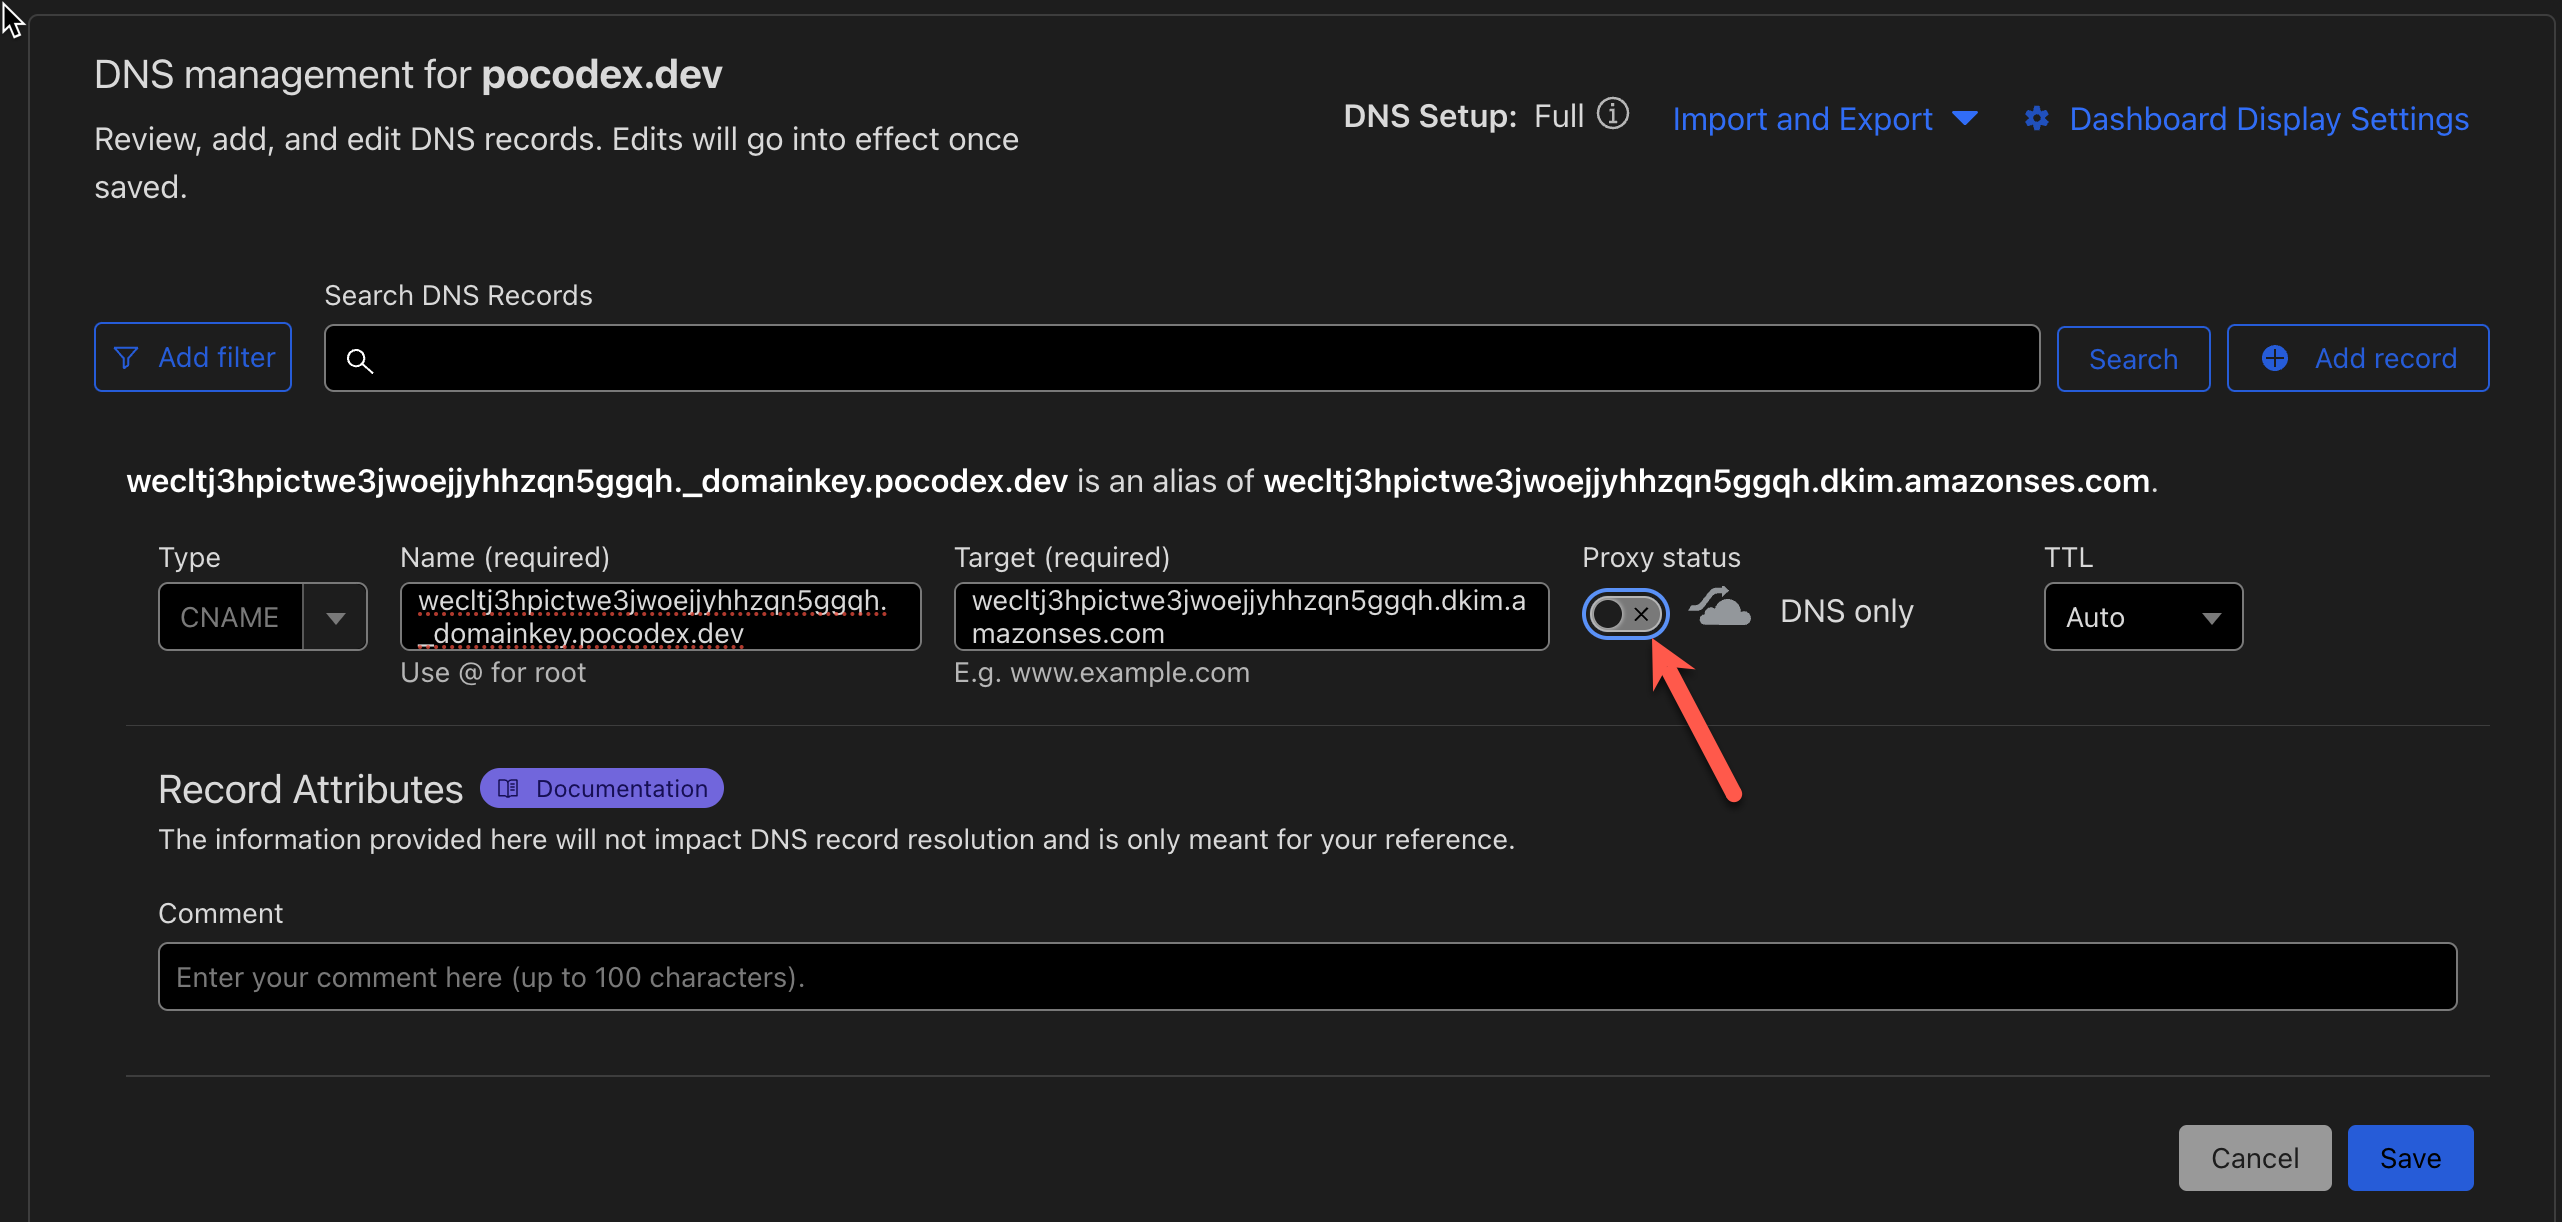 DNS management for pocodex.dev
Review, add, and edit DNS records. Edits will go into effect once
saved.
DNS Setup: Full
Import and Export
Dashboard Display Settings
Search DNS Records
Add filter
Search
Add record
wecltj3hpictwe3jwoejjyhhzqn5ggqh._domainkey.pocodex.dev is an alias of wecltj3hpictwe3jwoejjyhhzqn5ggqh.dkim.amazonses.com.
Type
Name (required)
Target (required)
Proxy status
TTL
CNAME
wecltj3hpictwe3jwoejjyhhzqn5ggqh.
_domainkey.pocodex.dev
wecltj3hpictwe3jwoejjyhhzqn5ggqh.dkim.a
mazonses.com
DNS only
Auto
Use @ for root
E.g. www.example.com
Record Attributes
Documentation
The information provided here will not impact DNS record resolution and is only meant for your reference.
Comment
Enter your comment here (up to 100 characters).
Cancel
Save